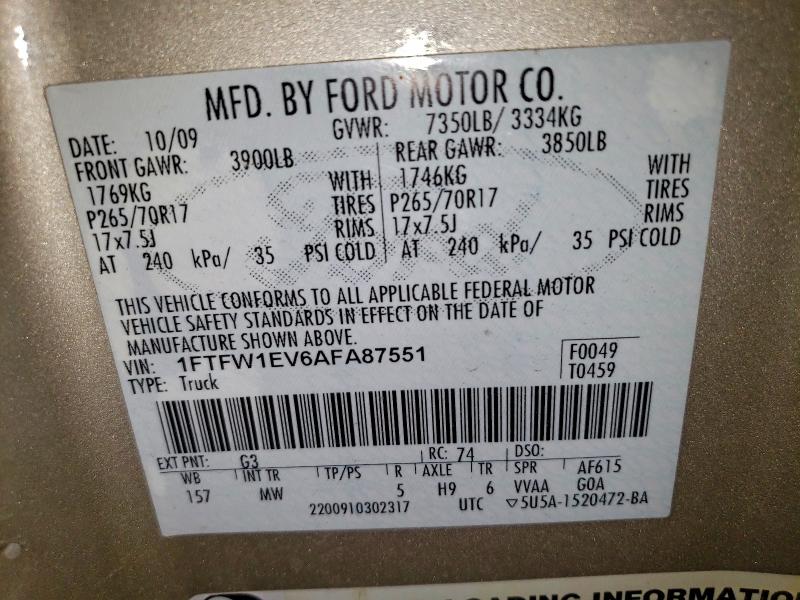 MFD. BY FORD MOTOR CO.
DATE: 10/09 GVWR: 7350LB/ 3334KG
FRONT GAWR: 3900LB REAR GAWR: 3850LB
1769KG WITH 1746KG WITH
P265/70R17 TIRES P265/70R17 TIRES
17x7.5J RIMS 17x7.5J RIMS
AT 240 kPa/ 35 PSI COLD AT 240 kPa/ 35 PSI COLD
THIS VEHICLE CONFORMS TO ALL APPLICABLE FEDERAL MOTOR
VEHICLE SAFETY STANDARDS IN EFFECT ON THE DATE OF
MANUFACTURE SHOWN ABOVE.
VIN: 1FTFW1EV6AFA87551 F0049
TYPE: Truck T0459
EXT PNT: G3 RC: 74 DSO:
WB INT TR TP/PS R AXLE TR SPR AF615
157 MW 5 H9 6 VVAA GOA
2200910302317 UTC ▽5U5A-1520472-BA
LOADING INFORMATION